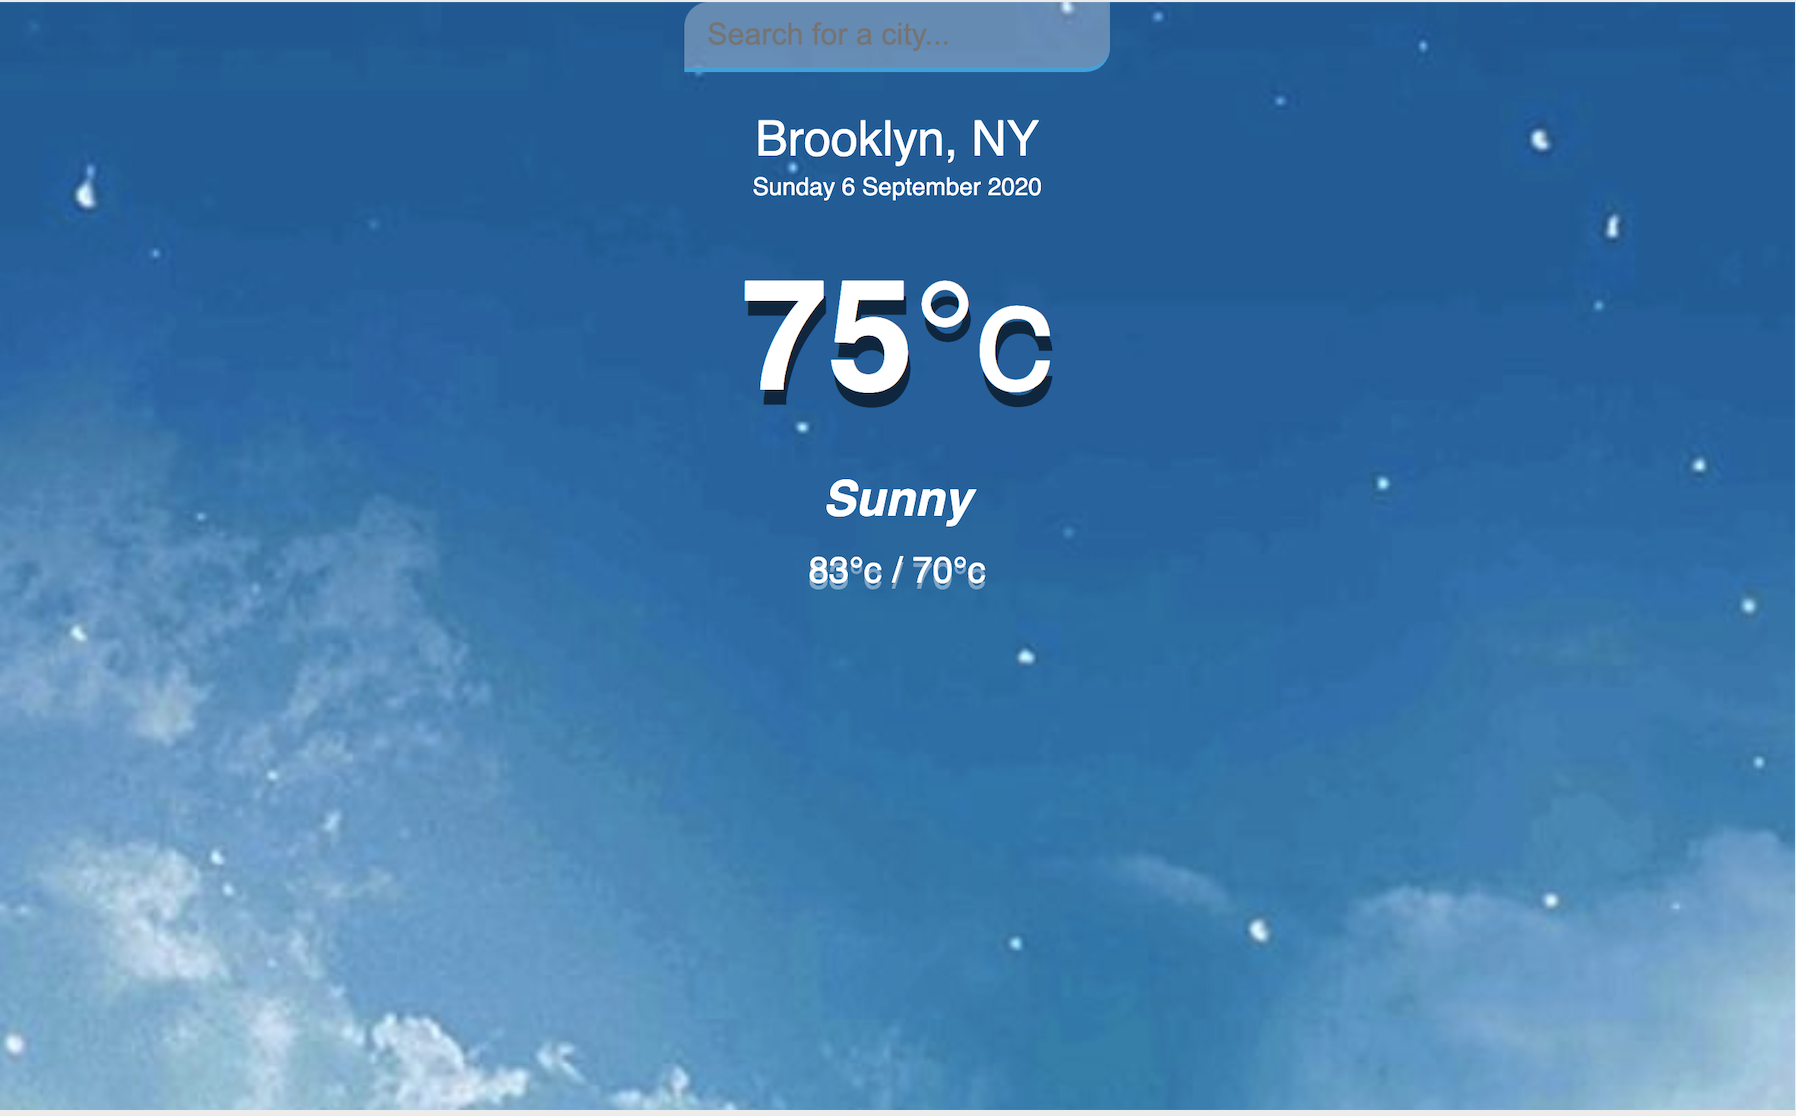 Search for a city...
Brooklyn, NY
Sunday 6 September 2020
75°c
Sunny
83°c / 70°c